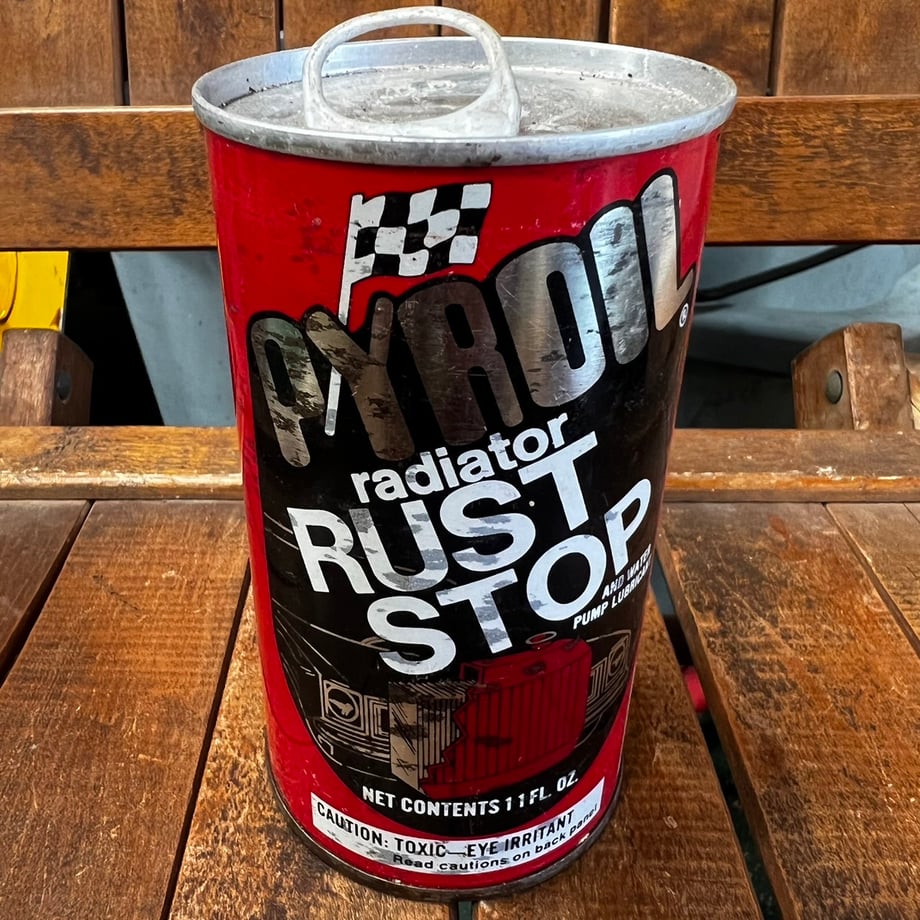 PYROIL®
radiator
RUST
STOP
AND WATER
PUMP LUBRICANT
NET CONTENTS 11 FL. OZ.
CAUTION: TOXIC—EYE IRRITANT
Read cautions on back panel